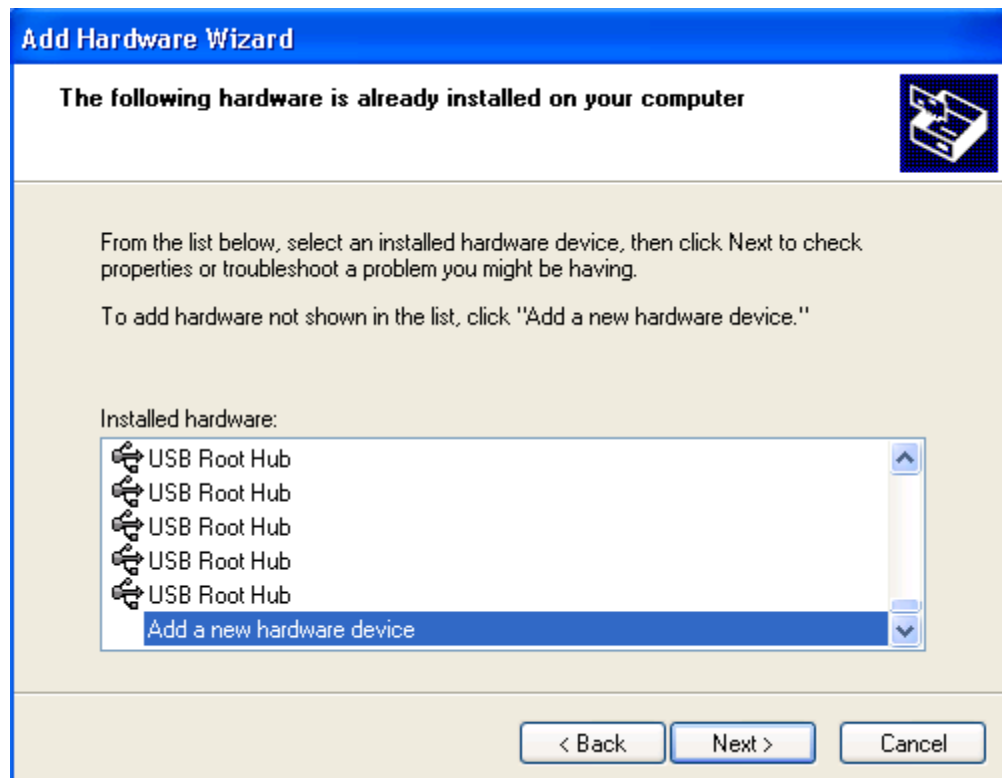 Add Hardware Wizard
The following hardware is already installed on your computer
From the list below, select an installed hardware device, then click Next to check
properties or troubleshoot a problem you might be having.
To add hardware not shown in the list, click "Add a new hardware device."
Installed hardware:
USB Root Hub
USB Root Hub
USB Root Hub
USB Root Hub
USB Root Hub
Add a new hardware device
< Back
Next >
Cancel